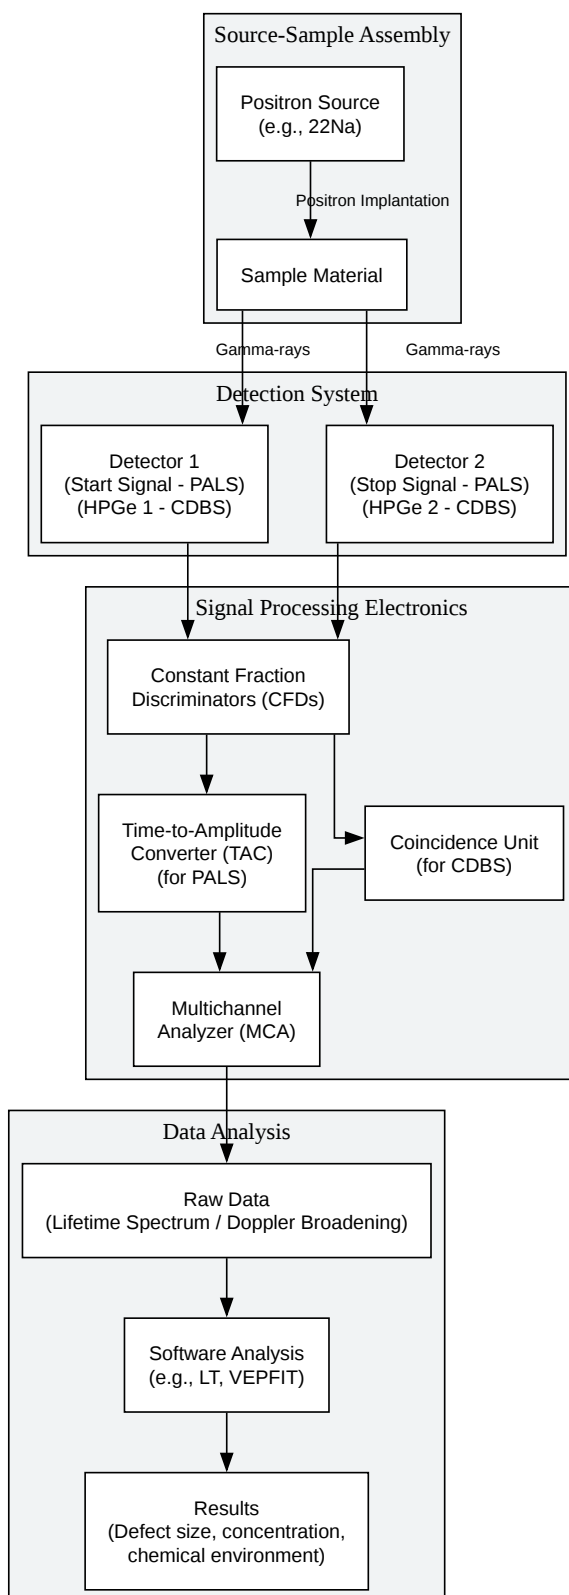 Source-Sample Assembly
Positron Source
(e.g., 22Na)
Positron Implantation
Sample Material
Gamma-rays
Gamma-rays
Detection System
Detector 1
(Start Signal - PALS)
(HPGe 1 - CDBS)
Detector 2
(Stop Signal - PALS)
(HPGe 2 - CDBS)
Signal Processing Electronics
Constant Fraction
Discriminators (CFDs)
Time-to-Amplitude
Converter (TAC)
(for PALS)
Coincidence Unit
(for CDBS)
Multichannel
Analyzer (MCA)
Data Analysis
Raw Data
(Lifetime Spectrum / Doppler Broadening)
Software Analysis
(e.g., LT, VEPFIT)
Results
(Defect size, concentration,
chemical environment)